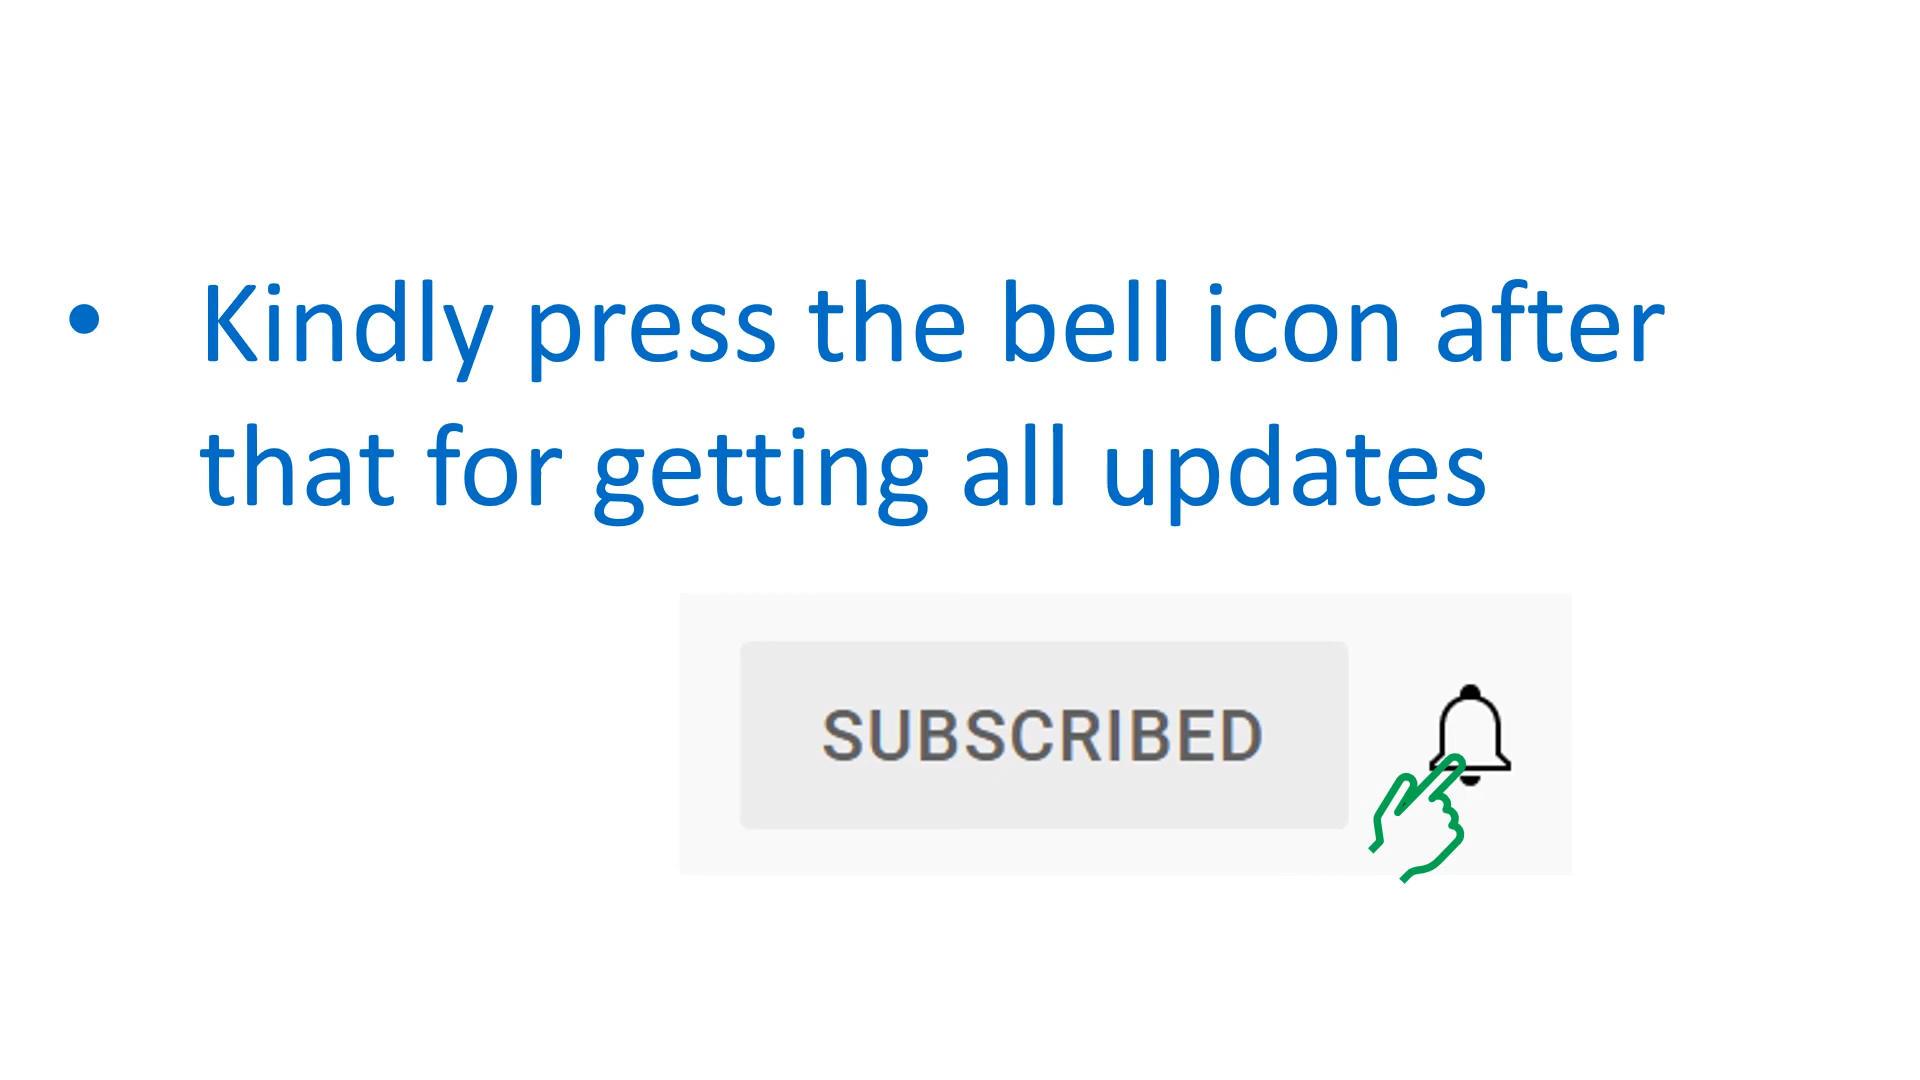 • Kindly press the bell icon after
that for getting all updates
SUBSCRIBED